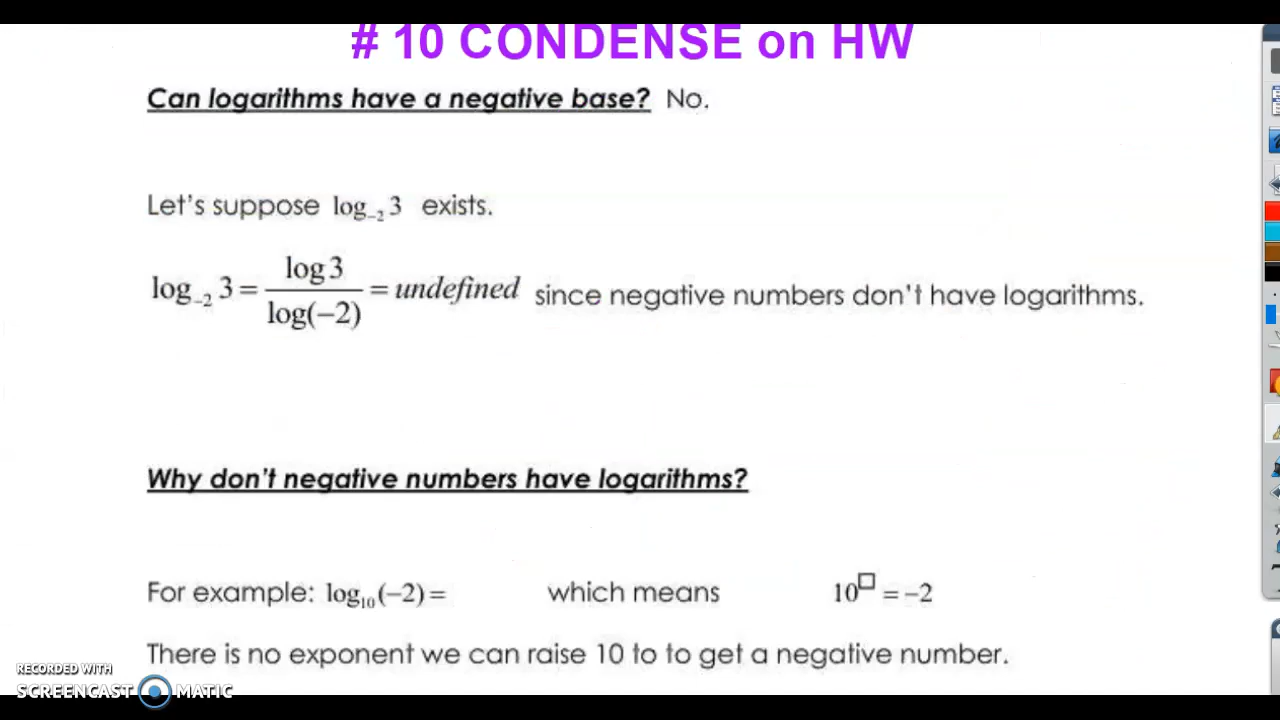 # 10 CONDENSE on HW
Can logarithms have a negative base? No.
Let's suppose log₋₂ 3 exists.
log₋₂ 3 = log 3 / log(−2) = undefined since negative numbers don't have logarithms.
Why don't negative numbers have logarithms?
For example: log₁₀(−2) = which means 10^□ = −2
There is no exponent we can raise 10 to to get a negative number.
RECORDED WITH
SCREENCAST MATIC